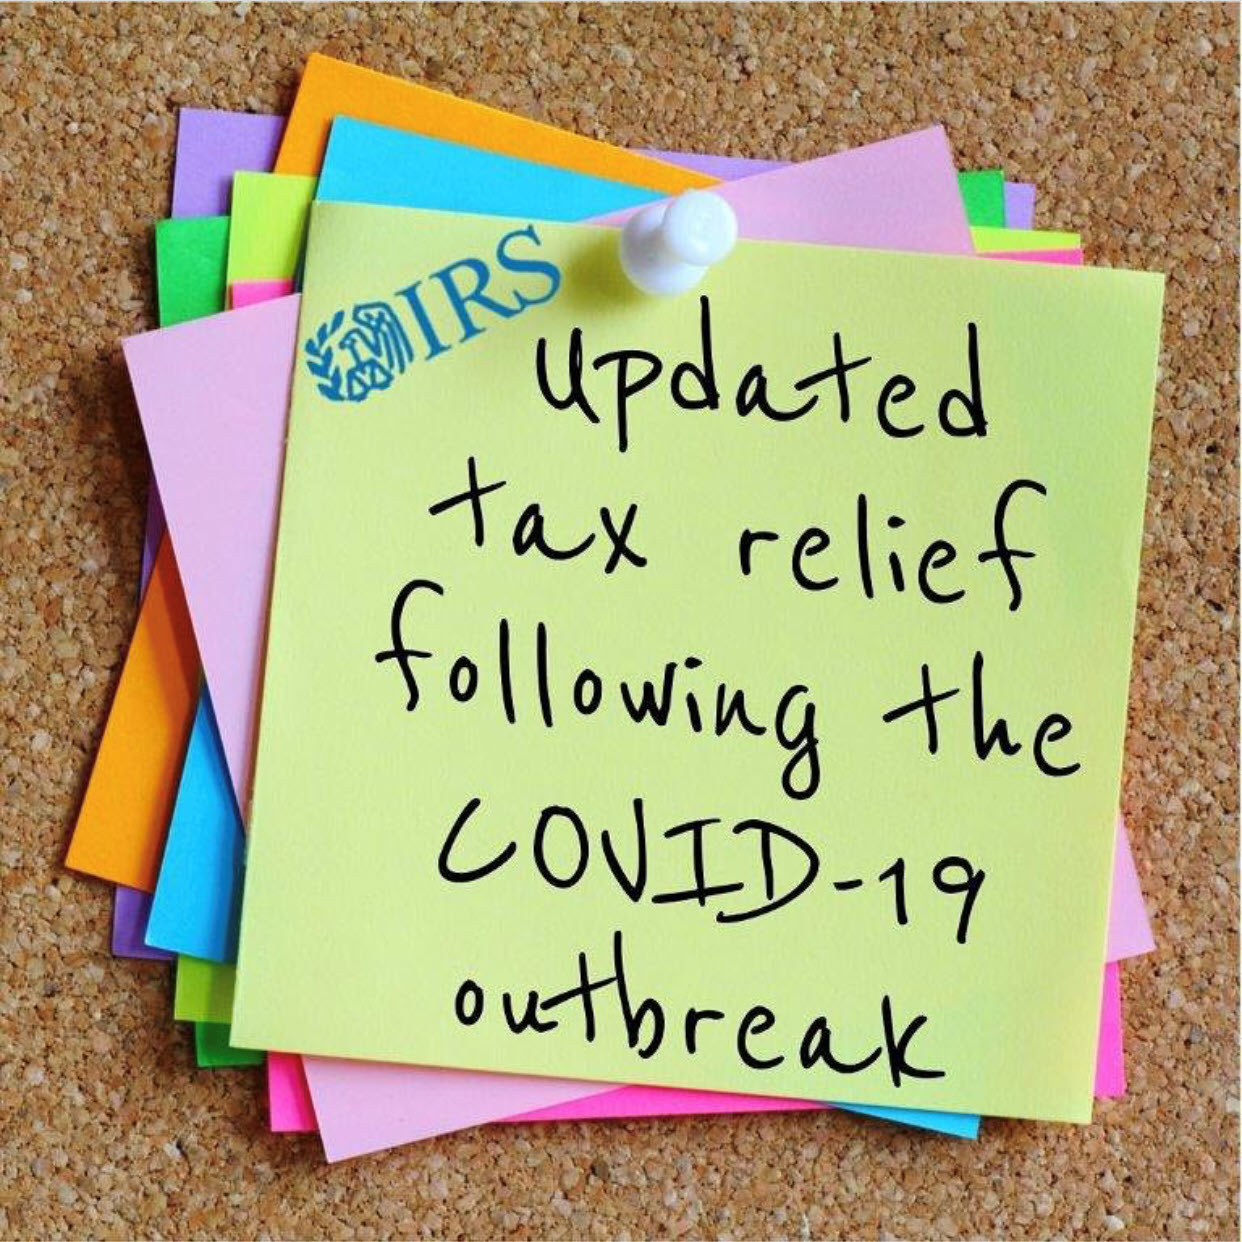 IRS
updated
tax relief
following the
COVID-19
outbreak